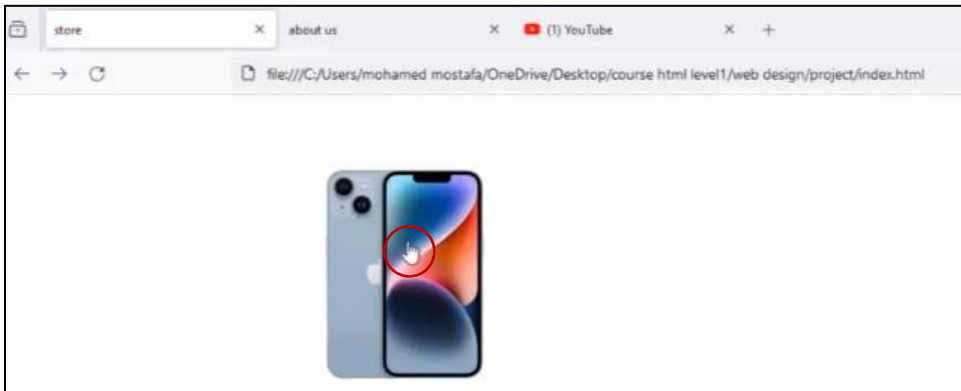 store
about us
(1) YouTube
file:///C:/Users/mohamed mostafa/OneDrive/Desktop/course html level1/web design/project/index.html